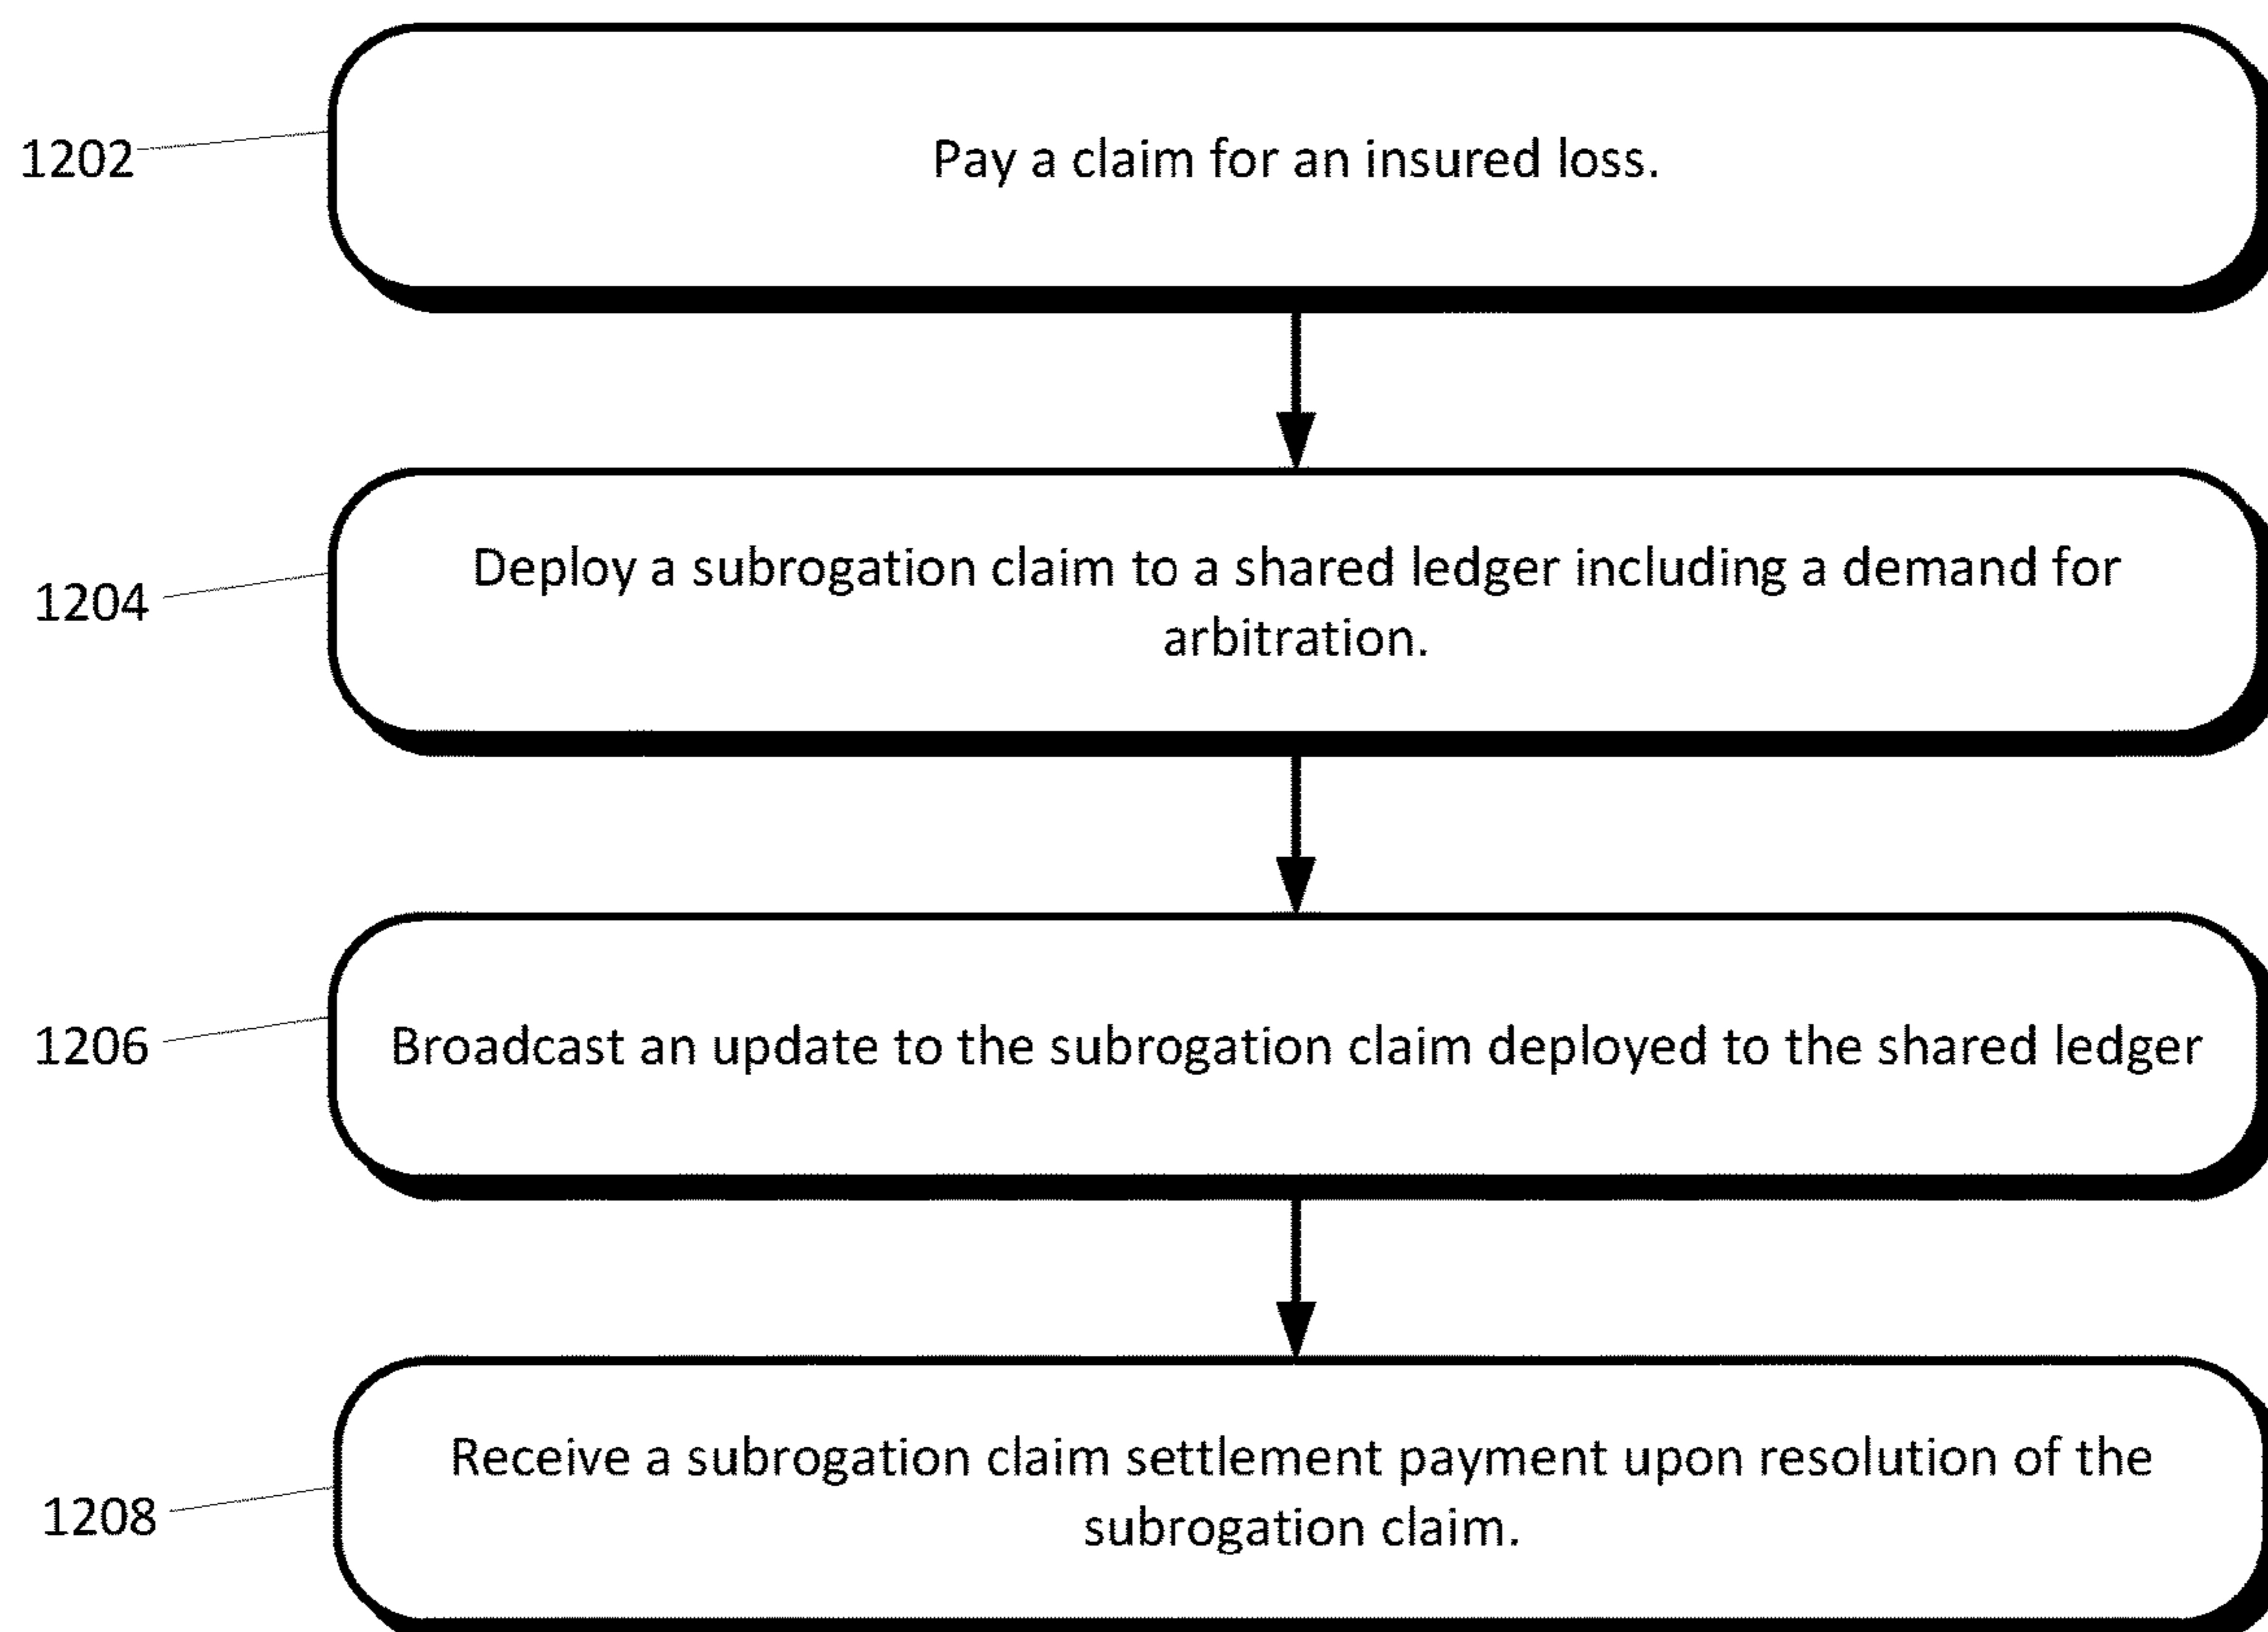 1202
Pay a claim for an insured loss.
1204
Deploy a subrogation claim to a shared ledger including a demand for
arbitration.
1206
Broadcast an update to the subrogation claim deployed to the shared ledger
1208
Receive a subrogation claim settlement payment upon resolution of the
subrogation claim.